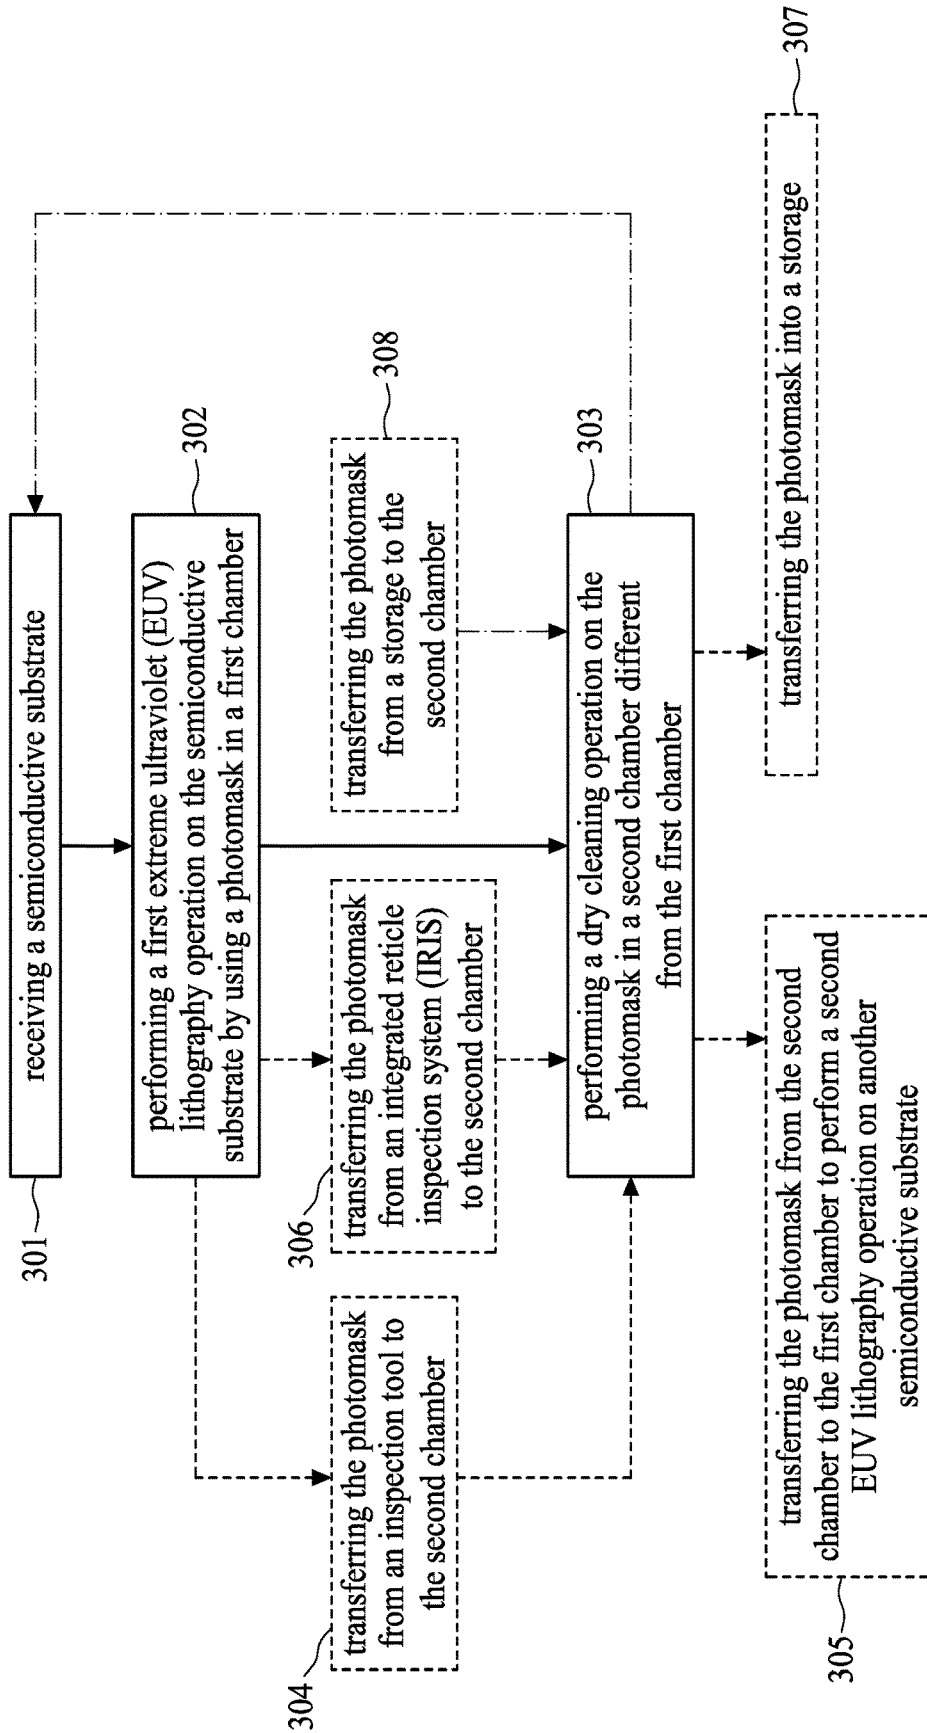 301
receiving a semiconductive substrate
302
performing a first extreme ultraviolet (EUV)
lithography operation on the semiconductive
substrate by using a photomask in a first chamber
304
transferring the photomask
from an inspection tool to
the second chamber
306
transferring the photomask
from an integrated reticle
inspection system (IRIS)
to the second chamber
308
transferring the photomask
from a storage to the
second chamber
303
performing a dry cleaning operation on the
photomask in a second chamber different
from the first chamber
305
transferring the photomask from the second
chamber to the first chamber to perform a second
EUV lithography operation on another
semiconductive substrate
307
transferring the photomask into a storage